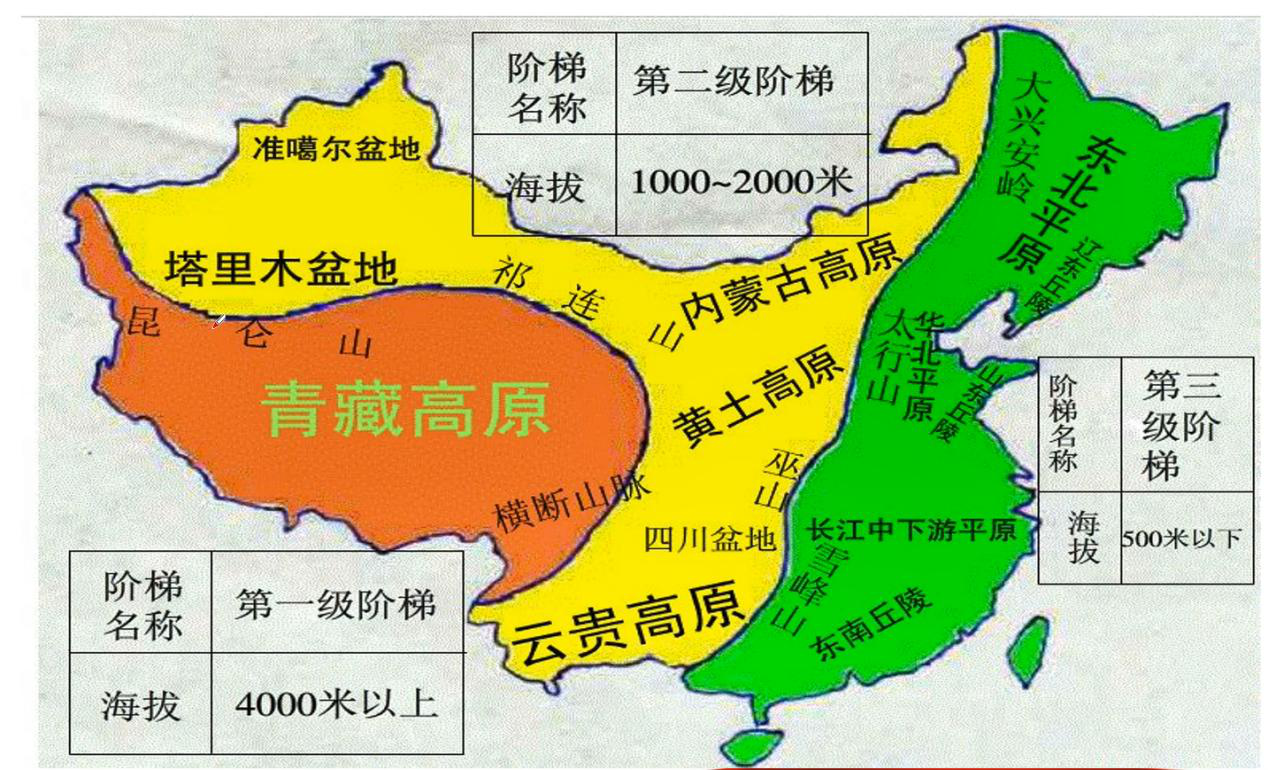 阶梯名称
第二级阶梯
海拔
1000~2000米
准噶尔盆地
塔里木盆地
祁连山
内蒙古高原
大兴安岭
东北平原
辽东丘陵
昆仑山
青藏高原
黄土高原
太行山
华北平原
山东丘陵
横断山脉
巫山
四川盆地
长江中下游平原
雪峰山
云贵高原
东南丘陵
阶梯名称
第三级阶梯
海拔
500米以下
阶梯名称
第一级阶梯
海拔
4000米以上